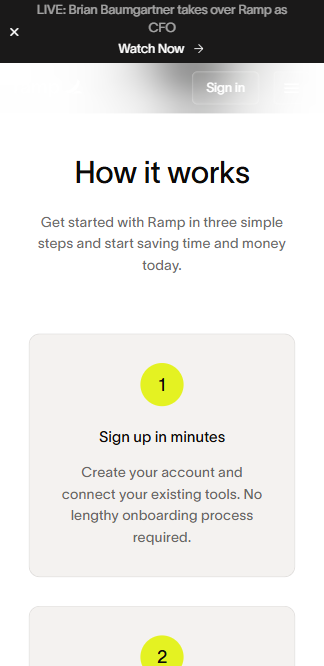 LIVE: Brian Baumgartner takes over Ramp as
CFO
Watch Now →
Sign in
How it works
Get started with Ramp in three simple
steps and start saving time and money
today.
1
Sign up in minutes
Create your account and
connect your existing tools. No
lengthy onboarding process
required.
2